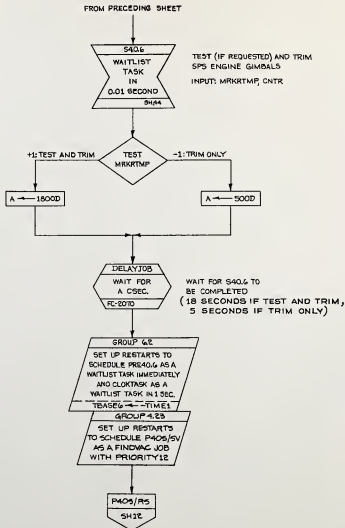 FROM PRECEDING SHEET
S40.6
WAITLIST
TASK
IN
0.01 SECOND
SH.44
TEST (IF REQUESTED) AND TRIM
SPS ENGINE GIMBALS
INPUT: MRKRTMP, CNTR
+1: TEST AND TRIM
TEST
MRKRTMP
-1: TRIM ONLY
A ← 1800D
A ← 500D
DELAYJOB
WAIT FOR
A CSEC.
FC-2070
WAIT FOR S40.6 TO
BE COMPLETED
(18 SECONDS IF TEST AND TRIM,
5 SECONDS IF TRIM ONLY)
GROUP 6.2
SET UP RESTARTS TO
SCHEDULE PRE40.6 AS A
WAITLIST TASK IMMEDIATELY
AND CLOKTASK AS A
WAITLIST TASK IN 1 SEC.
TBASE6 ← -TIME1
GROUP 4.23
SET UP RESTARTS
TO SCHEDULE P40S/SV
AS A FINDVAC JOB
WITH PRIORITY12
P40S/RS
SH12